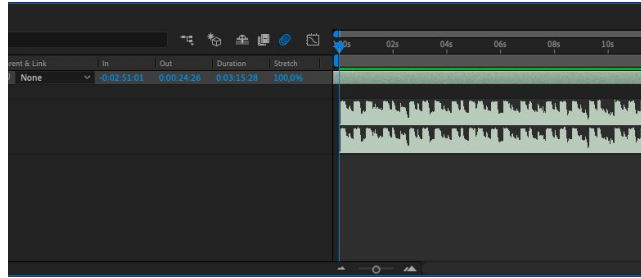 0s 02s 04s 06s 08s 10s
ent & Link In Out Duration Stretch
None -0:02:51:01 0:00:24:26 0:03:15:28 100,0%